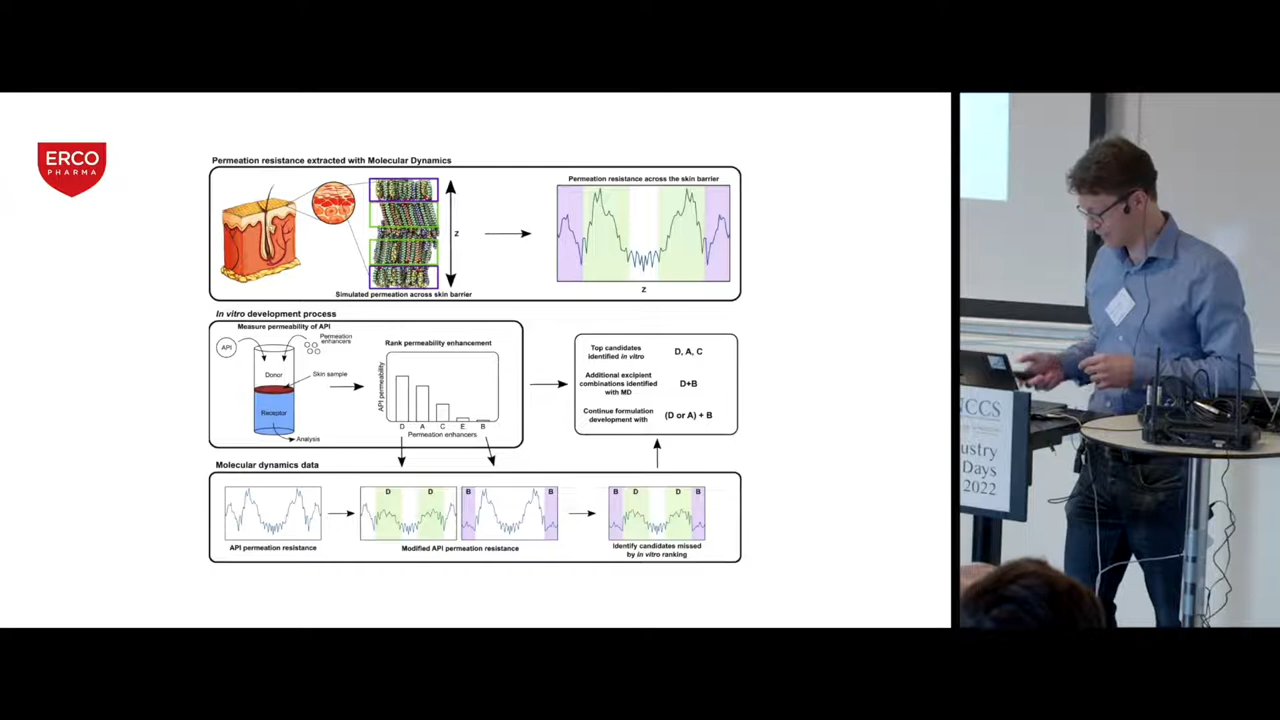 ERCO
PHARMA
Permeation resistance extracted with Molecular Dynamics
Permeation resistance across the skin barrier
Z
Z
Simulated permeation across skin barrier
In vitro development process
Measure permeability of API
API
Permeation
enhancers
Donor
Skin sample
Receptor
Analysis
Rank permeability enhancement
API permeability
D A C E B
Permeation enhancers
Top candidates
identified in vitro
D, A, C
Additional excipient
combinations identified
with MD
D+B
Continue formulation
development with
(D or A) + B
Molecular dynamics data
D D B B B D D B
API permeation resistance
Modified API permeation resistance
Identify candidates missed
by in vitro ranking
NCCS
ustry
Days
2022